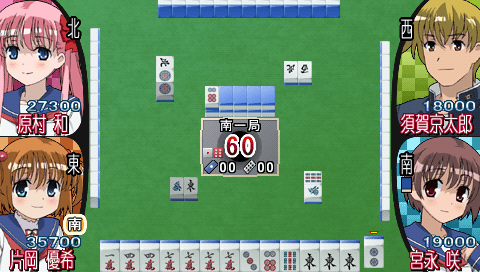 北
27300
原村 和
西
18000
須賀京太郎
南一局
60
00
00
東
南
35700
片岡 優希
南
19000
宮永 咲